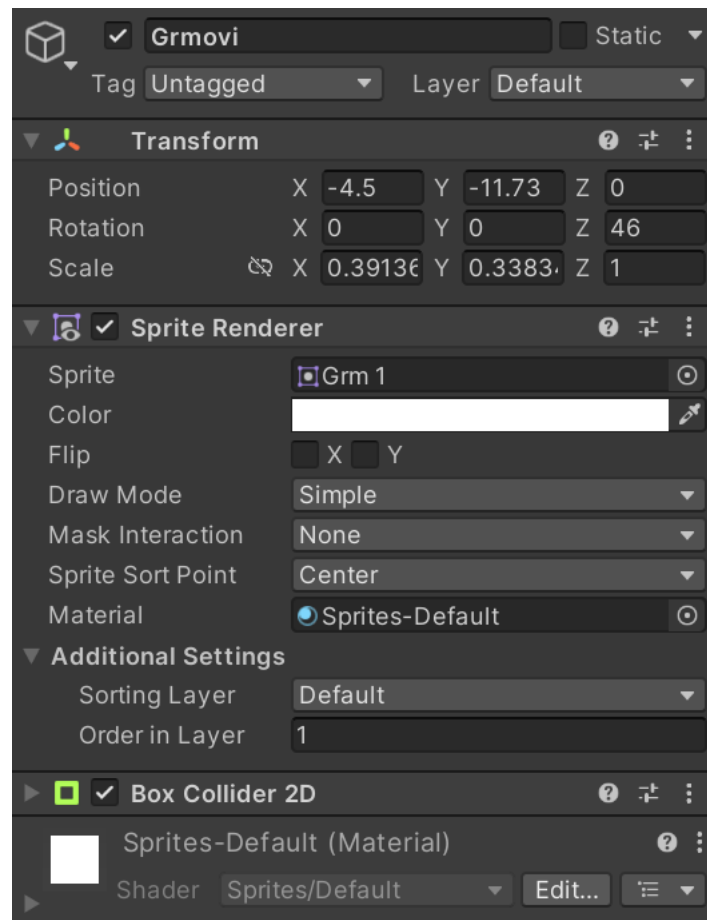 Grmovi Static
Tag Untagged Layer Default
Transform
Position X -4.5 Y -11.73 Z 0
Rotation X 0 Y 0 Z 46
Scale X 0.39136 Y 0.3383 Z 1
Sprite Renderer
Sprite Grm 1
Color
Flip X Y
Draw Mode Simple
Mask Interaction None
Sprite Sort Point Center
Material Sprites-Default
Additional Settings
Sorting Layer Default
Order in Layer 1
Box Collider 2D
Sprites-Default (Material)
Shader Sprites/Default Edit...